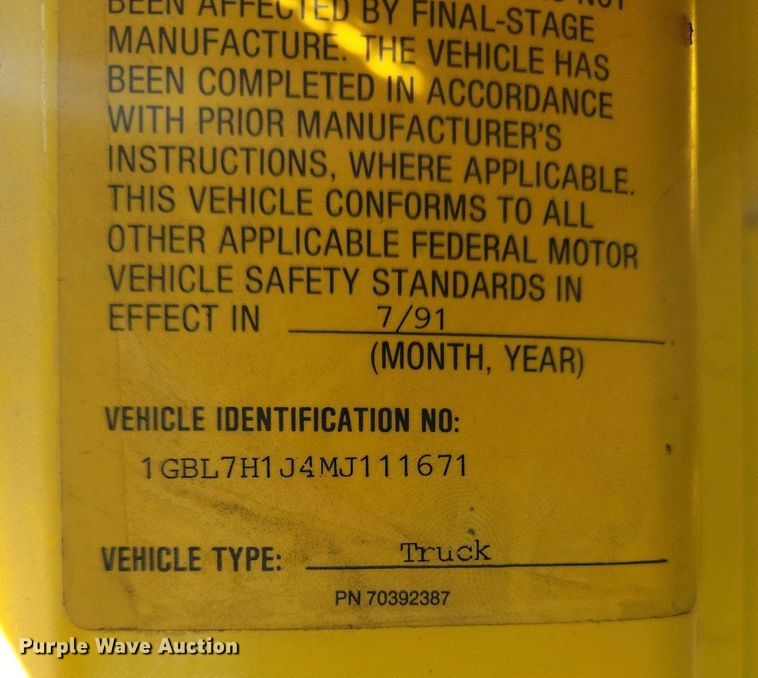 BEEN AFFECTED BY FINAL-STAGE
MANUFACTURE. THE VEHICLE HAS
BEEN COMPLETED IN ACCORDANCE
WITH PRIOR MANUFACTURER'S
INSTRUCTIONS, WHERE APPLICABLE.
THIS VEHICLE CONFORMS TO ALL
OTHER APPLICABLE FEDERAL MOTOR
VEHICLE SAFETY STANDARDS IN
EFFECT IN 7/91
(MONTH, YEAR)
VEHICLE IDENTIFICATION NO:
1GBL7H1J4MJ111671
VEHICLE TYPE: Truck
PN 70392387
Purple Wave Auction